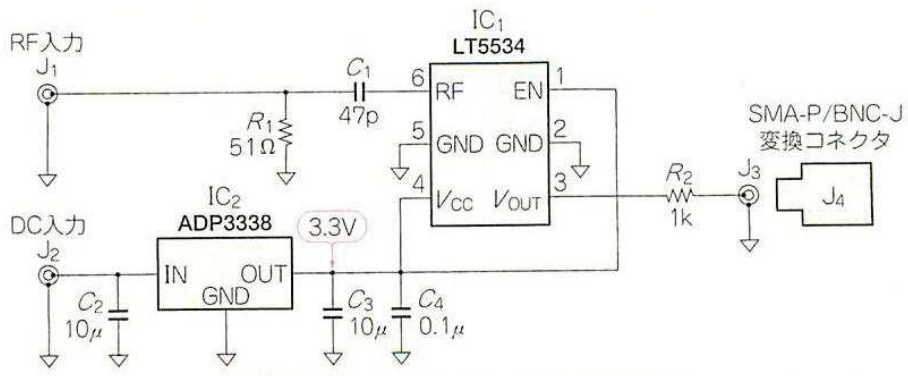 RF入力
J1
R1
51Ω
C1
47p
IC1
LT5534
6
RF
EN
1
5
GND
GND
2
4
VCC
VOUT
3
R2
1k
J3
SMA-P/BNC-J
変換コネクタ
J4
DC入力
J2
C2
10μ
IC2
ADP3338
IN
OUT
GND
3.3V
C3
10μ
C4
0.1μ